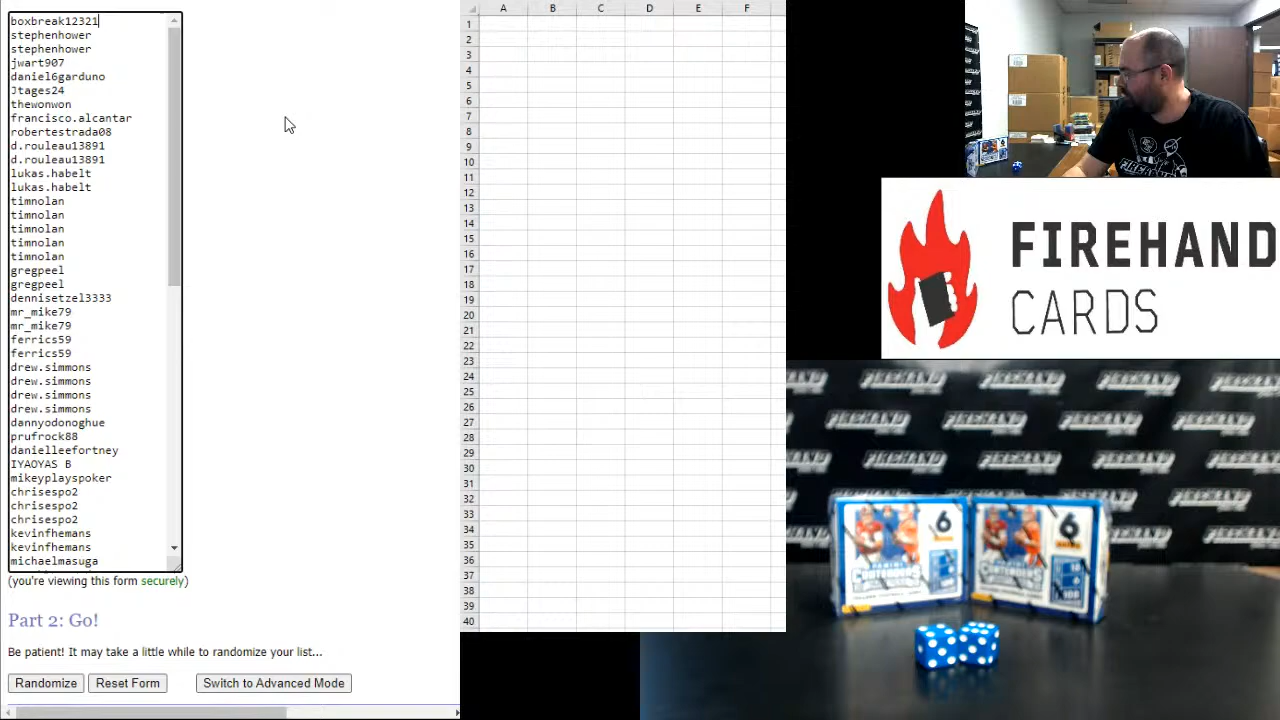 boxbreak12321
stephenhower
stephenhower
jwart907
daniel6garduno
Jtages24
thewonwon
francisco.alcantar
robertestrada08
d.rouleau13891
d.rouleau13891
lukas.habelt
lukas.habelt
timnolan
timnolan
timnolan
timnolan
timnolan
gregpeel
gregpeel
dennisetzel3333
mr_mike79
mr_mike79
ferrics59
ferrics59
drew.simmons
drew.simmons
drew.simmons
drew.simmons
dannyodonoghue
prufrock88
danielleefortney
IYAOYAS B
mikeyplayspoker
chrisespo2
chrisespo2
chrisespo2
kevinfhemans
kevinfhemans
michaelmasuga
(you're viewing this form securely)
Part 2: Go!
Be patient! It may take a little while to randomize your list...
Randomize
Reset Form
Switch to Advanced Mode
A B C D E F
1
2
3
4
5
6
7
8
9
10
11
12
13
14
15
16
17
18
19
20
21
22
23
24
25
26
27
28
29
30
31
32
33
34
35
36
37
38
39
40
FIREHAND
CARDS
6
CONTENDERS
6
CONTENDERS